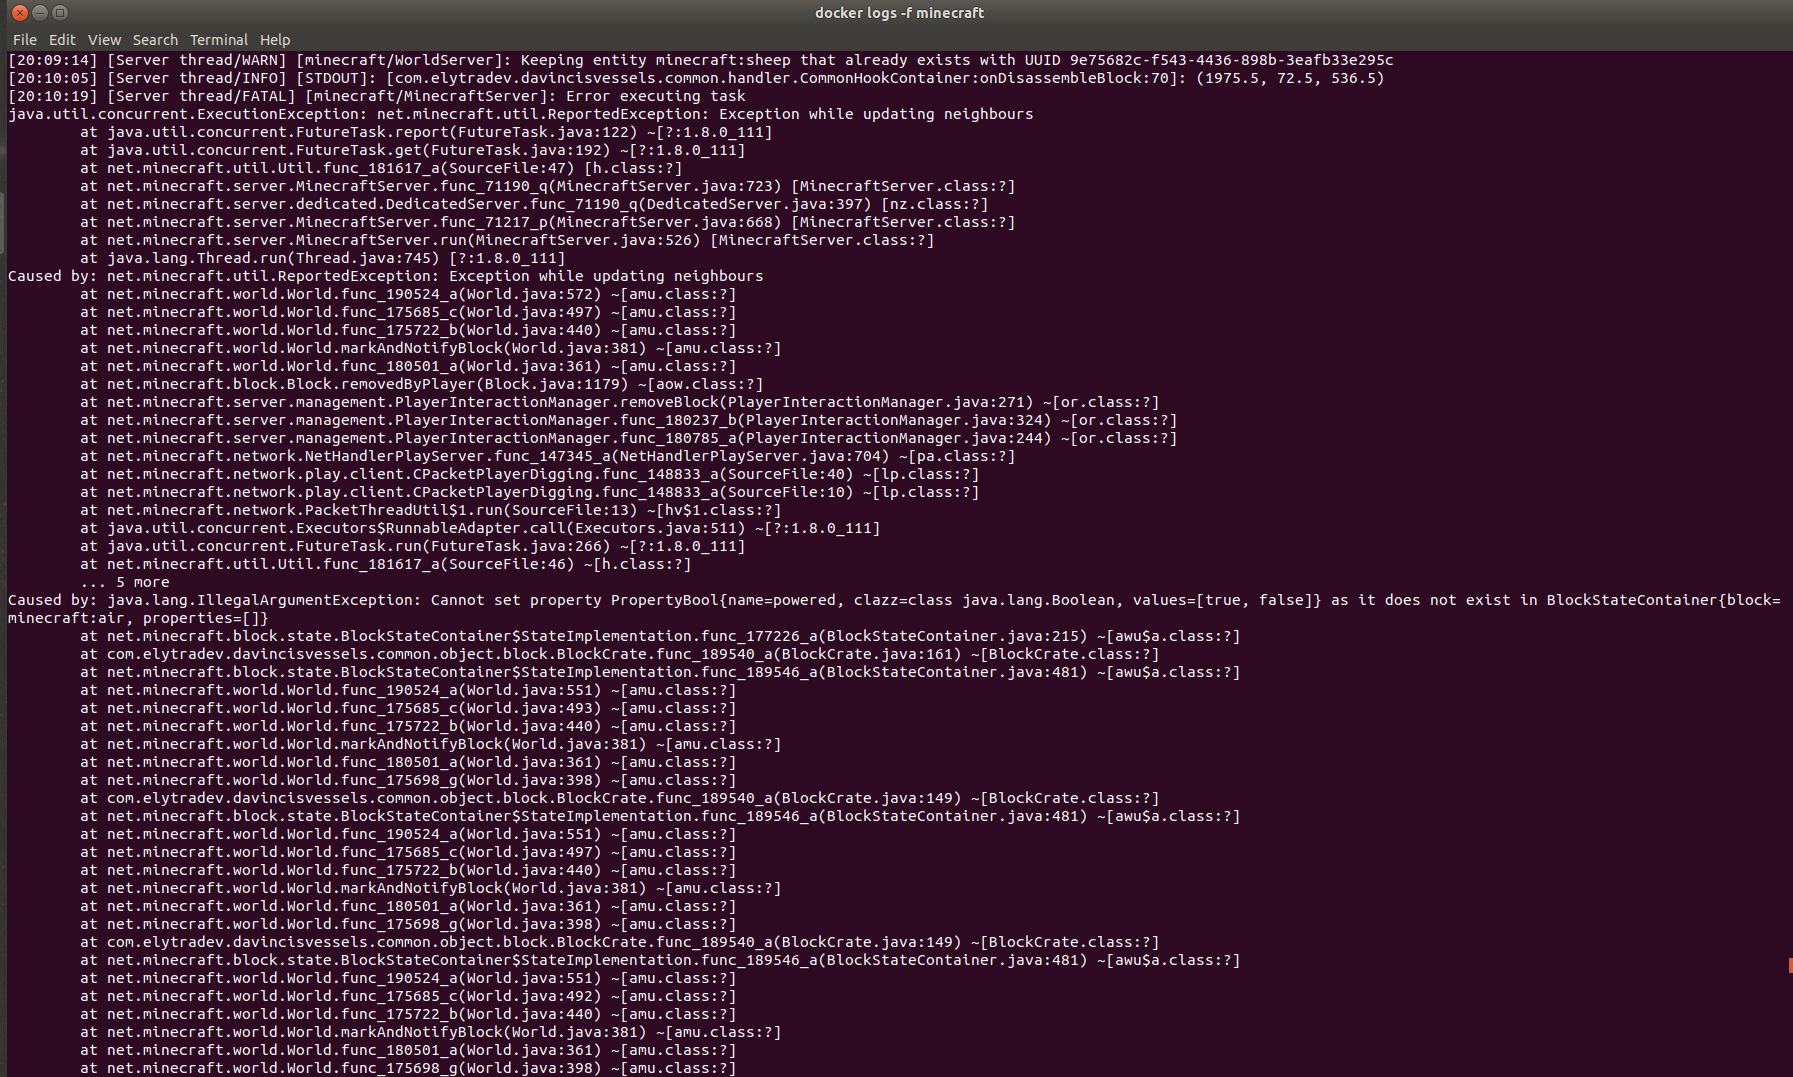 docker logs -f minecraft
File Edit View Search Terminal Help
[20:09:14] [Server thread/WARN] [minecraft/WorldServer]: Keeping entity minecraft:sheep that already exists with UUID 9e75682c-f543-4436-898b-3eafb33e295c
[20:10:05] [Server thread/INFO] [STDOUT]: [com.elytradev.davincisvessels.common.handler.CommonHookContainer:onDisassembleBlock:70]: (1975.5, 72.5, 536.5)
[20:10:19] [Server thread/FATAL] [minecraft/MinecraftServer]: Error executing task
java.util.concurrent.ExecutionException: net.minecraft.util.ReportedException: Exception while updating neighbours
at java.util.concurrent.FutureTask.report(FutureTask.java:122) ~[?:1.8.0_111]
at java.util.concurrent.FutureTask.get(FutureTask.java:192) ~[?:1.8.0_111]
at net.minecraft.util.Util.func_181617_a(SourceFile:47) [h.class:?]
at net.minecraft.server.MinecraftServer.func_71190_q(MinecraftServer.java:723) [MinecraftServer.class:?]
at net.minecraft.server.dedicated.DedicatedServer.func_71190_q(DedicatedServer.java:397) [nz.class:?]
at net.minecraft.server.MinecraftServer.func_71217_p(MinecraftServer.java:668) [MinecraftServer.class:?]
at net.minecraft.server.MinecraftServer.run(MinecraftServer.java:526) [MinecraftServer.class:?]
at java.lang.Thread.run(Thread.java:745) [?:1.8.0_111]
Caused by: net.minecraft.util.ReportedException: Exception while updating neighbours
at net.minecraft.world.World.func_190524_a(World.java:572) ~[amu.class:?]
at net.minecraft.world.World.func_175685_c(World.java:497) ~[amu.class:?]
at net.minecraft.world.World.func_175722_b(World.java:440) ~[amu.class:?]
at net.minecraft.world.World.markAndNotifyBlock(World.java:381) ~[amu.class:?]
at net.minecraft.world.World.func_180501_a(World.java:361) ~[amu.class:?]
at net.minecraft.block.Block.removedByPlayer(Block.java:1179) ~[aow.class:?]
at net.minecraft.server.management.PlayerInteractionManager.removeBlock(PlayerInteractionManager.java:271) ~[or.class:?]
at net.minecraft.server.management.PlayerInteractionManager.func_180237_b(PlayerInteractionManager.java:324) ~[or.class:?]
at net.minecraft.server.management.PlayerInteractionManager.func_180785_a(PlayerInteractionManager.java:244) ~[or.class:?]
at net.minecraft.network.NetHandlerPlayServer.func_147345_a(NetHandlerPlayServer.java:704) ~[pa.class:?]
at net.minecraft.network.play.client.CPacketPlayerDigging.func_148833_a(SourceFile:40) ~[lp.class:?]
at net.minecraft.network.play.client.CPacketPlayerDigging.func_148833_a(SourceFile:10) ~[lp.class:?]
at net.minecraft.network.PacketThreadUtil$1.run(SourceFile:13) ~[hv$1.class:?]
at java.util.concurrent.Executors$RunnableAdapter.call(Executors.java:511) ~[?:1.8.0_111]
at java.util.concurrent.FutureTask.run(FutureTask.java:266) ~[?:1.8.0_111]
at net.minecraft.util.Util.func_181617_a(SourceFile:46) ~[h.class:?]
... 5 more
Caused by: java.lang.IllegalArgumentException: Cannot set property PropertyBool{name=powered, clazz=class java.lang.Boolean, values=[true, false]} as it does not exist in BlockStateContainer{block=
minecraft:air, properties=[]}
at net.minecraft.block.state.BlockStateContainer$StateImplementation.func_177226_a(BlockStateContainer.java:215) ~[awu$a.class:?]
at com.elytradev.davincisvessels.common.object.block.BlockCrate.func_189540_a(BlockCrate.java:161) ~[BlockCrate.class:?]
at net.minecraft.block.state.BlockStateContainer$StateImplementation.func_189546_a(BlockStateContainer.java:481) ~[awu$a.class:?]
at net.minecraft.world.World.func_190524_a(World.java:551) ~[amu.class:?]
at net.minecraft.world.World.func_175685_c(World.java:493) ~[amu.class:?]
at net.minecraft.world.World.func_175722_b(World.java:440) ~[amu.class:?]
at net.minecraft.world.World.markAndNotifyBlock(World.java:381) ~[amu.class:?]
at net.minecraft.world.World.func_180501_a(World.java:361) ~[amu.class:?]
at net.minecraft.world.World.func_175698_g(World.java:398) ~[amu.class:?]
at com.elytradev.davincisvessels.common.object.block.BlockCrate.func_189540_a(BlockCrate.java:149) ~[BlockCrate.class:?]
at net.minecraft.block.state.BlockStateContainer$StateImplementation.func_189546_a(BlockStateContainer.java:481) ~[awu$a.class:?]
at net.minecraft.world.World.func_190524_a(World.java:551) ~[amu.class:?]
at net.minecraft.world.World.func_175685_c(World.java:497) ~[amu.class:?]
at net.minecraft.world.World.func_175722_b(World.java:440) ~[amu.class:?]
at net.minecraft.world.World.markAndNotifyBlock(World.java:381) ~[amu.class:?]
at net.minecraft.world.World.func_180501_a(World.java:361) ~[amu.class:?]
at net.minecraft.world.World.func_175698_g(World.java:398) ~[amu.class:?]
at com.elytradev.davincisvessels.common.object.block.BlockCrate.func_189540_a(BlockCrate.java:149) ~[BlockCrate.class:?]
at net.minecraft.block.state.BlockStateContainer$StateImplementation.func_189546_a(BlockStateContainer.java:481) ~[awu$a.class:?]
at net.minecraft.world.World.func_190524_a(World.java:551) ~[amu.class:?]
at net.minecraft.world.World.func_175685_c(World.java:492) ~[amu.class:?]
at net.minecraft.world.World.func_175722_b(World.java:440) ~[amu.class:?]
at net.minecraft.world.World.markAndNotifyBlock(World.java:381) ~[amu.class:?]
at net.minecraft.world.World.func_180501_a(World.java:361) ~[amu.class:?]
at net.minecraft.world.World.func_175698_g(World.java:398) ~[amu.class:?]